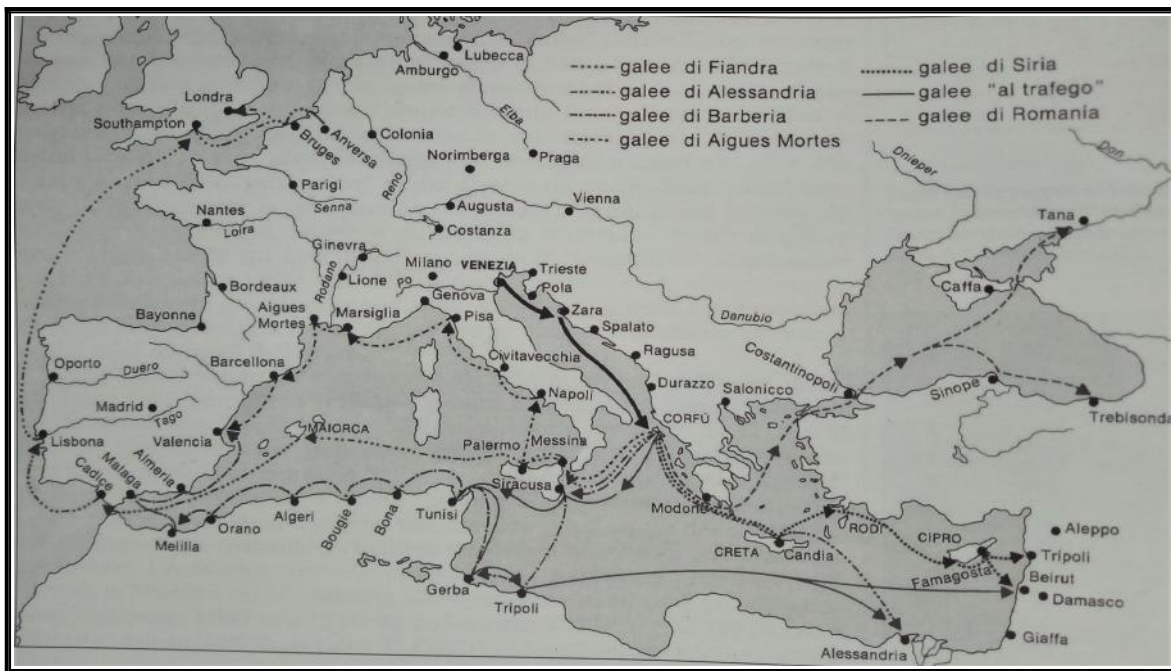 galee di Fiandra
galee di Alessandria
galee di Barberia
galee di Aigues Mortes
galee di Siria
galee "al trafego"
galee di Romania
Lubecca
Amburgo
Elba
Londra
Southampton
Bruges
Anversa
Colonia
Reno
Norimberga
Praga
Dnieper
Don
Parigi
Senna
Augusta
Vienna
Nantes
Loira
Costanza
Tana
Ginevra
Lione
Rodano
Milano
VENEZIA
Trieste
Pola
Po
Bordeaux
Genova
Zara
Caffa
Aigues
Mortes
Marsiglia
Pisa
Spalato
Danubio
Bayonne
Ragusa
Oporto
Duero
Barcellona
Civitavecchia
Durazzo
Salonicco
Costantinopoli
Sinope
Trebisonda
Madrid
Tago
Napoli
CORFÙ
Lisbona
Valencia
MAIORCA
Palermo
Messina
Cadice
Malaga
Almeria
Siracusa
Modone
RODI
CIPRO
Aleppo
Melilla
Orano
Algeri
Bougie
Bona
Tunisi
CRETA
Candia
Famagosta
Tripoli
Beirut
Damasco
Gerba
Tripoli
Alessandria
Giaffa